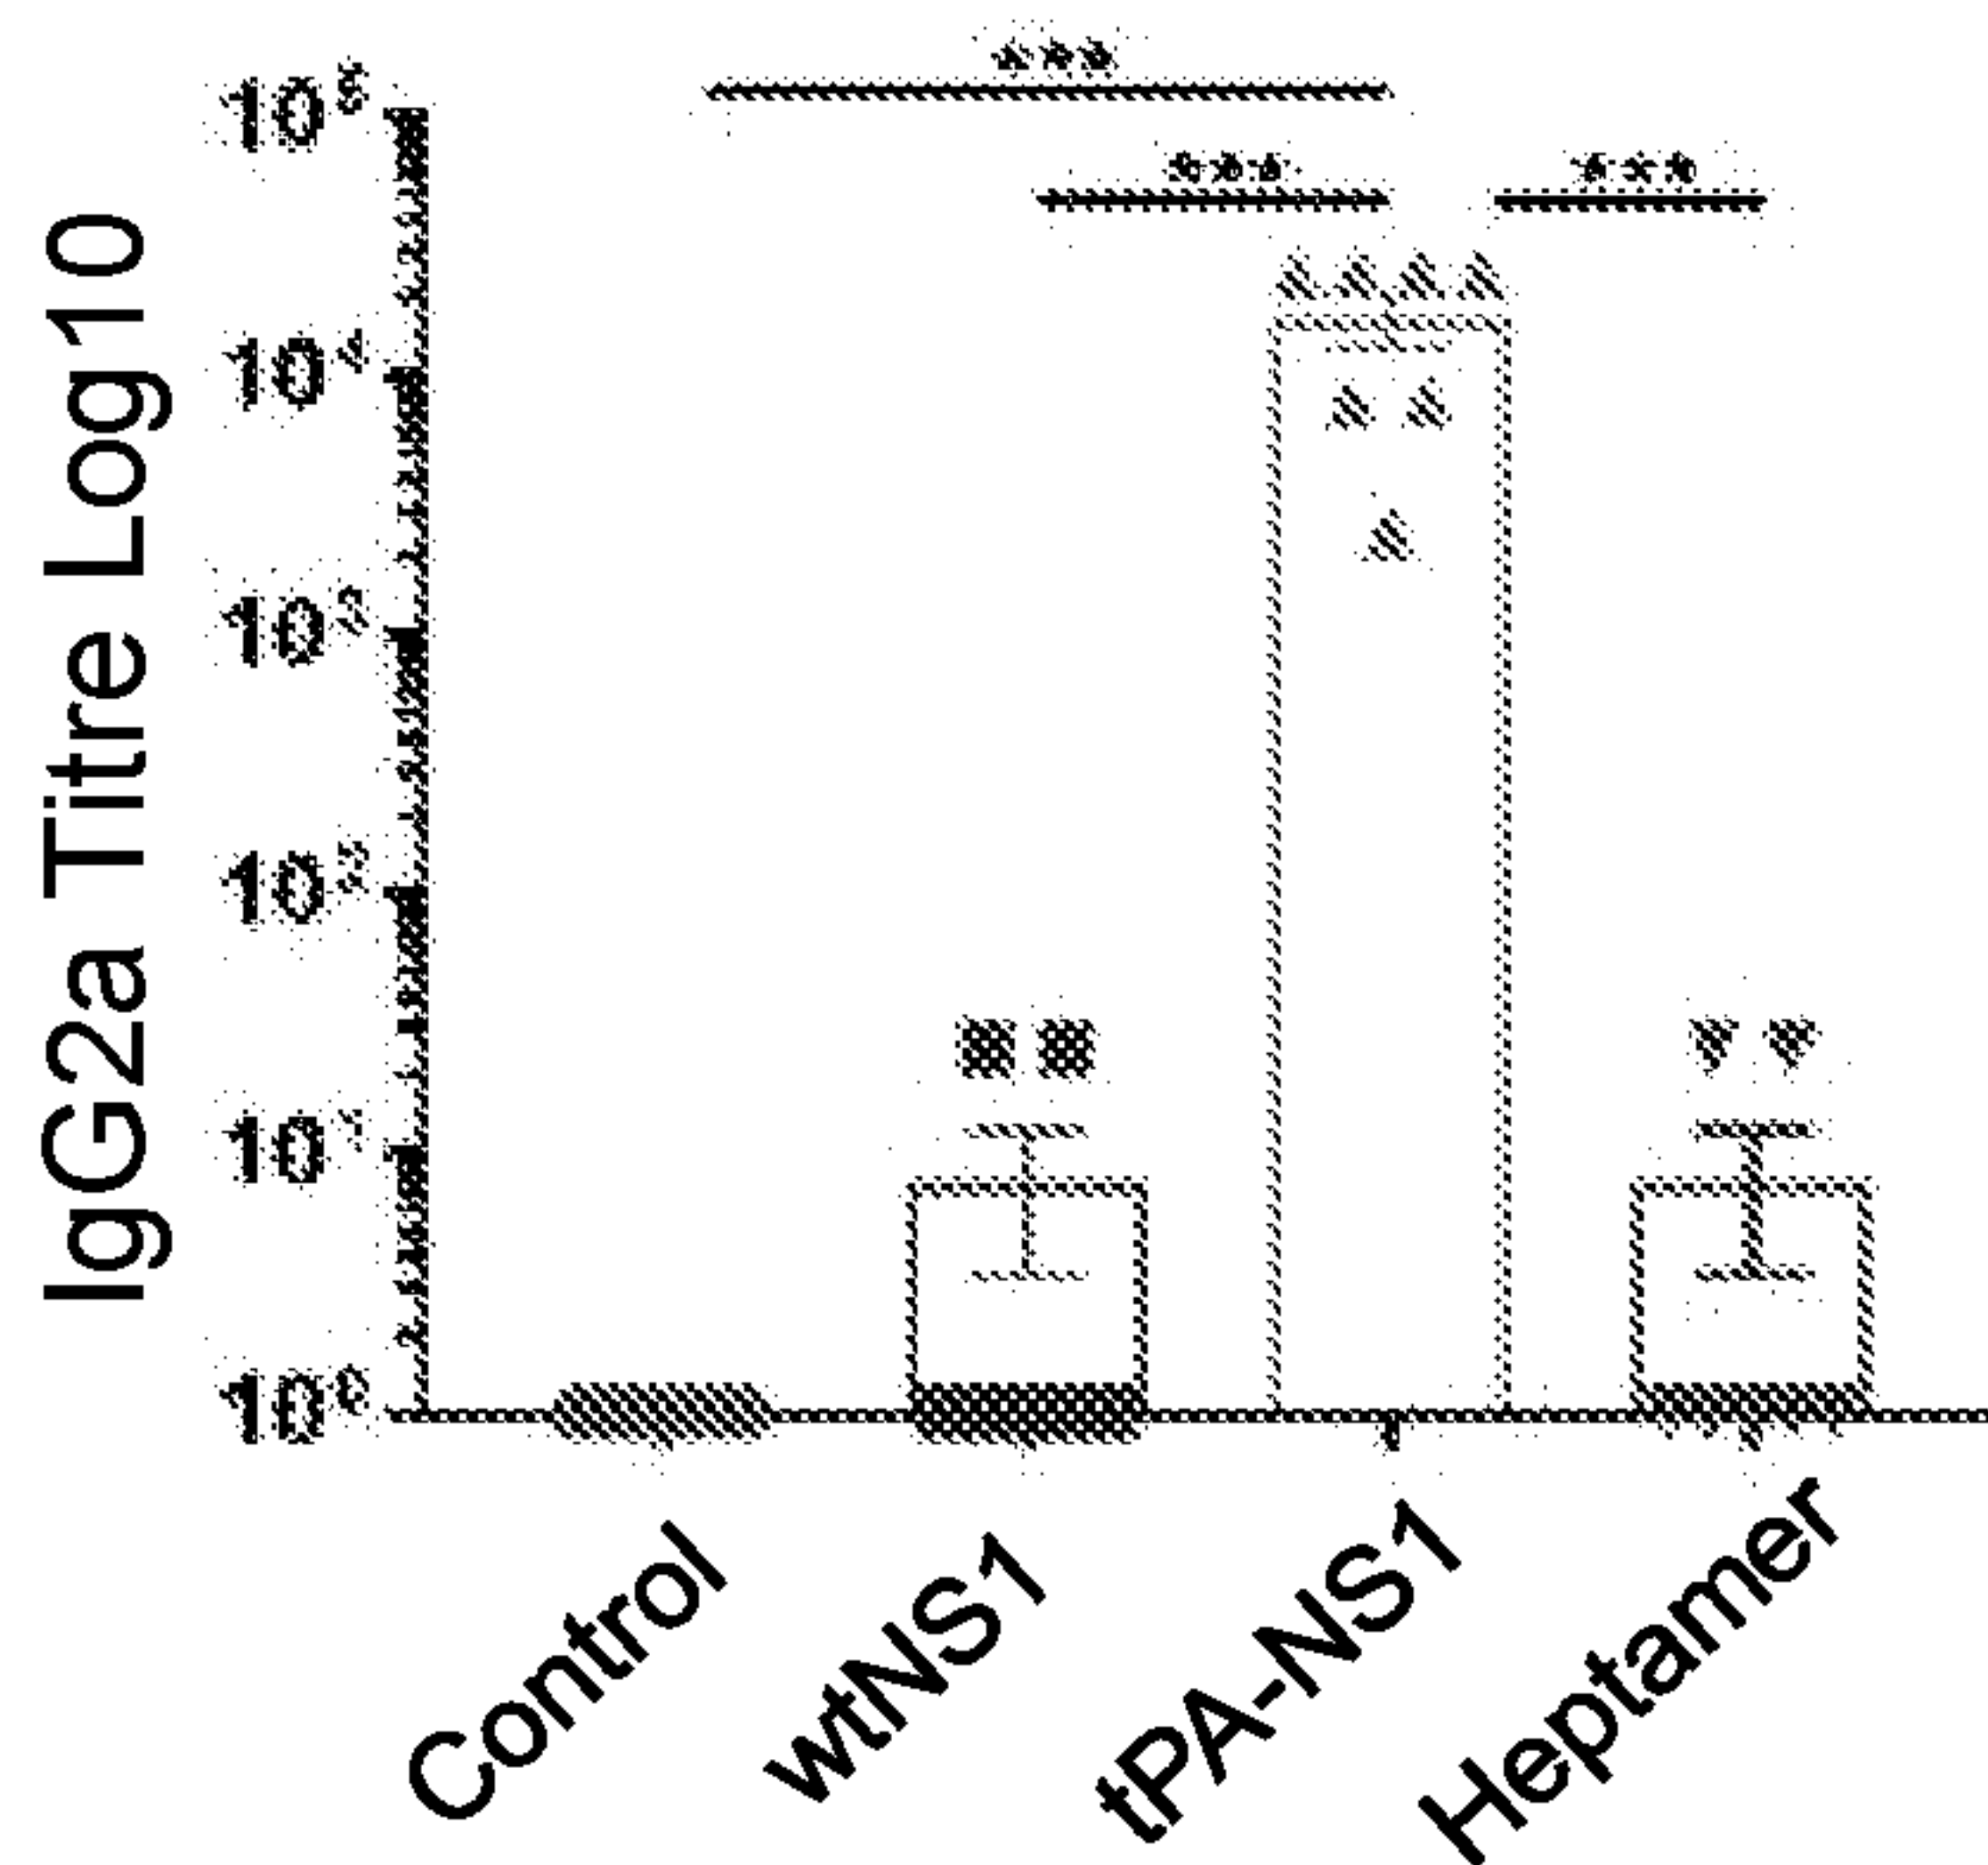 IgG2a Titre Log10
10⁵
10⁴
10³
10²
10¹
10⁰
***
***
***
Control
wtNS1
tPA-NS1
Heptamer